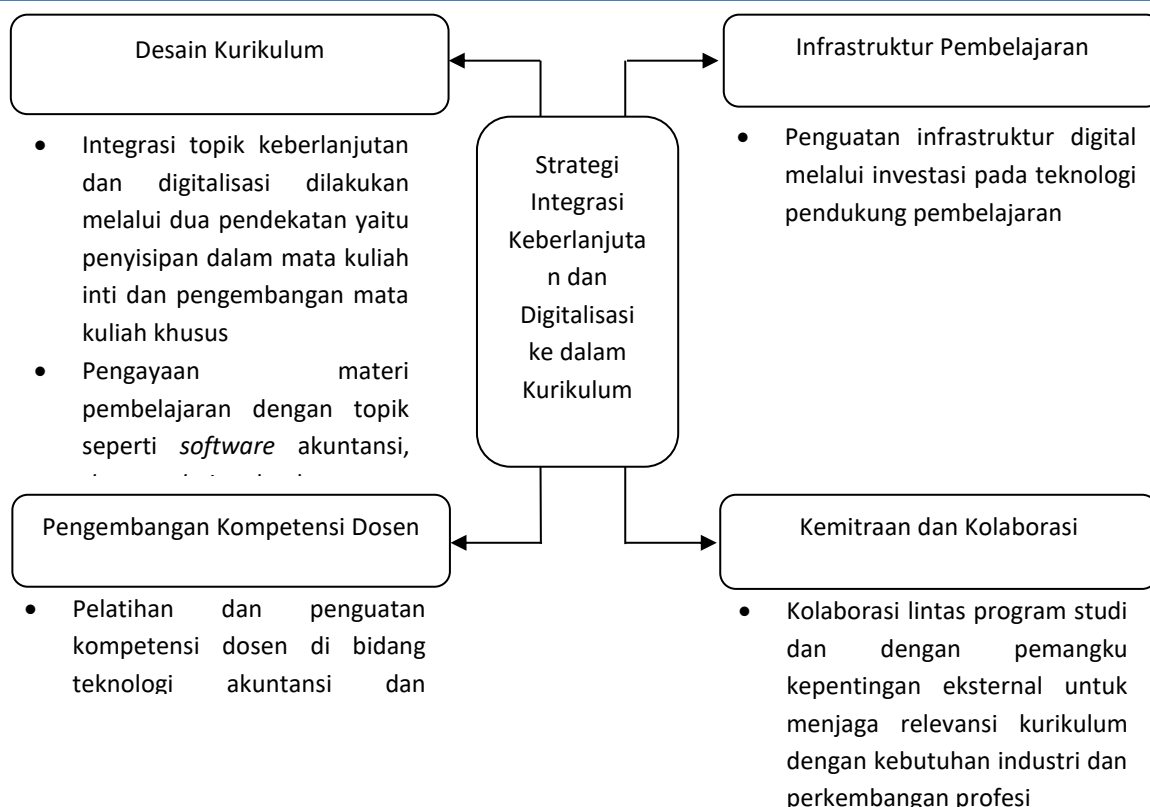 Desain Kurikulum
• Integrasi topik keberlanjutan
dan digitalisasi dilakukan
melalui dua pendekatan yaitu
penyisipan dalam mata kuliah
inti dan pengembangan mata
kuliah khusus
• Pengayaan materi
pembelajaran dengan topik
seperti software akuntansi,
Infrastruktur Pembelajaran
• Penguatan infrastruktur digital
melalui investasi pada teknologi
pendukung pembelajaran
Strategi
Integrasi
Keberlanjuta
n dan
Digitalisasi
ke dalam
Kurikulum
Pengembangan Kompetensi Dosen
• Pelatihan dan penguatan
kompetensi dosen di bidang
teknologi akuntansi dan
Kemitraan dan Kolaborasi
• Kolaborasi lintas program studi
dan dengan pemangku
kepentingan eksternal untuk
menjaga relevansi kurikulum
dengan kebutuhan industri dan
perkembangan profesi